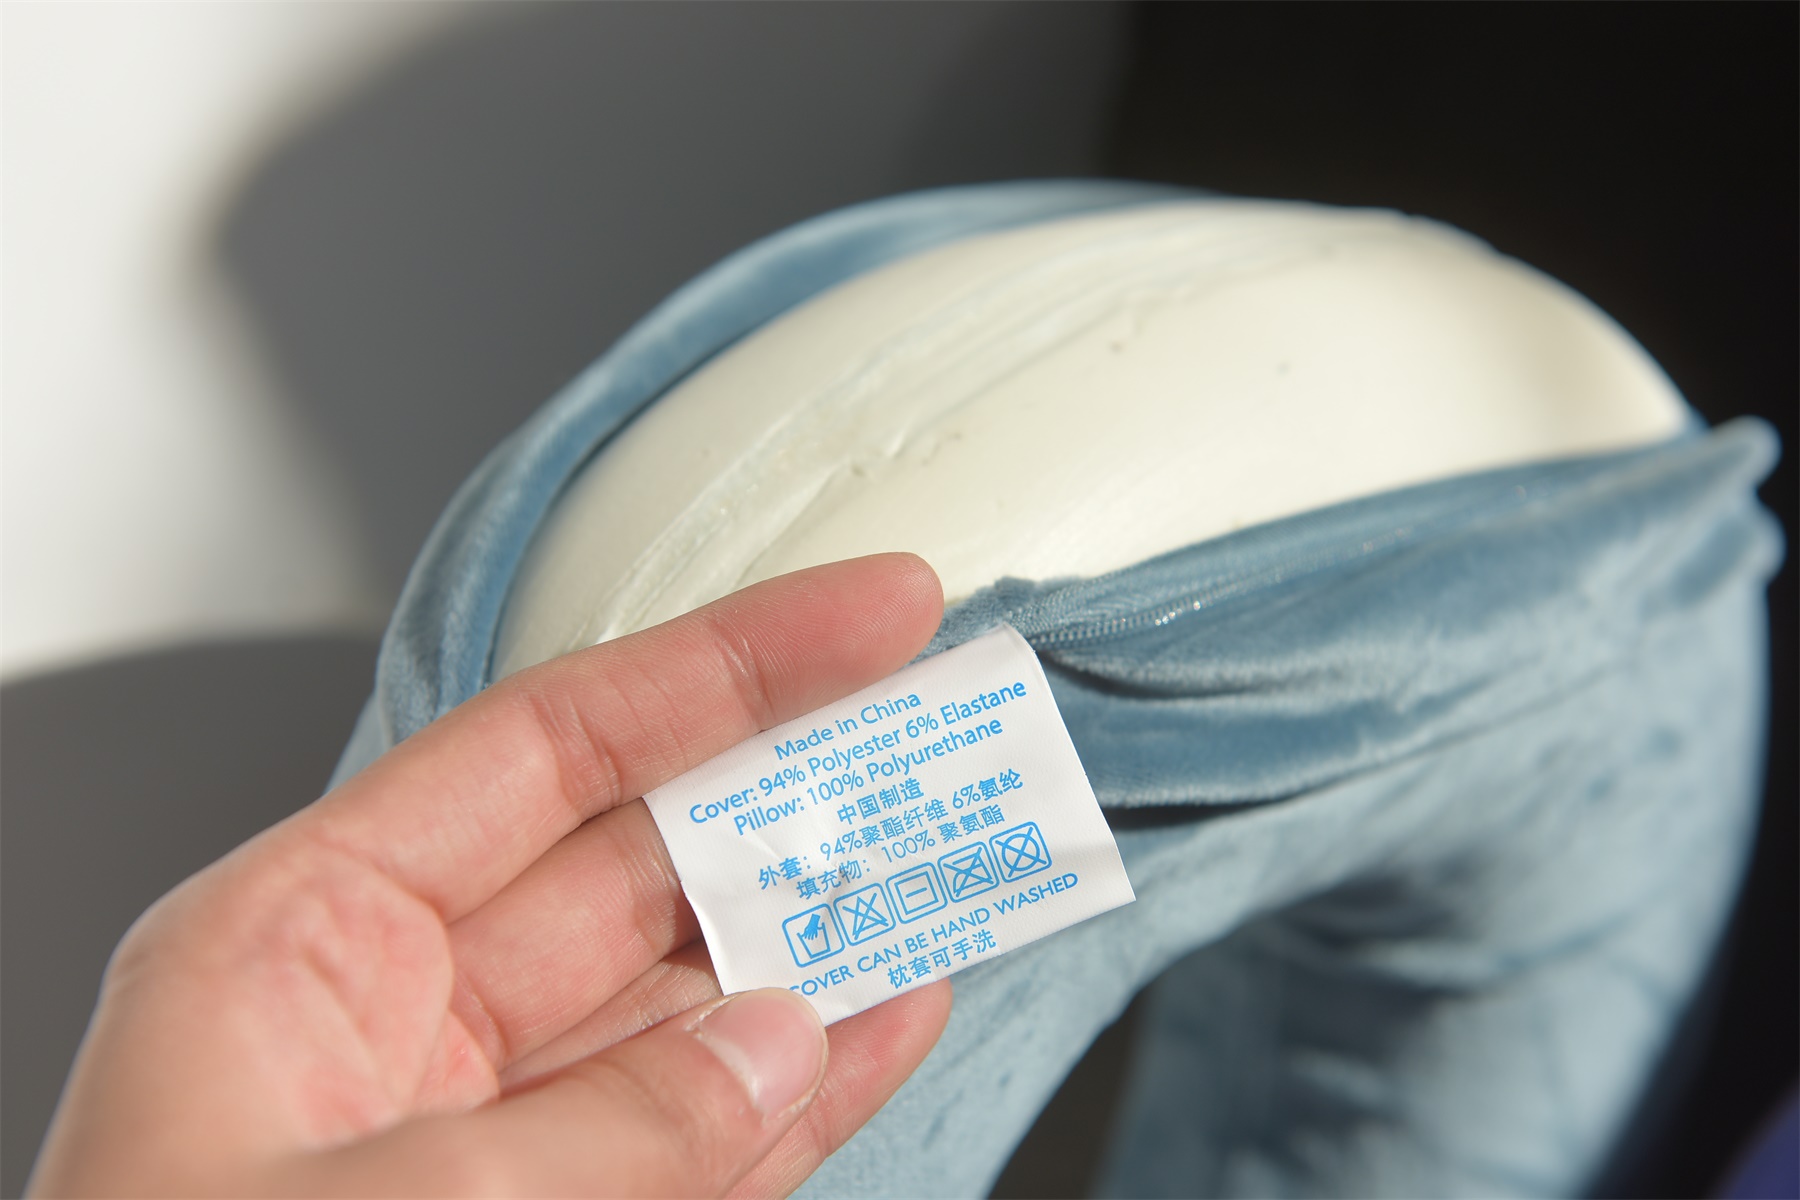 Made in China
Cover: 94% Polyester 6% Elastane
Pillow: 100% Polyurethane
中国制造
外套：94%聚酯纤维 6%氨纶
填充物：100% 聚氨酯
COVER CAN BE HAND WASHED
枕套可手洗